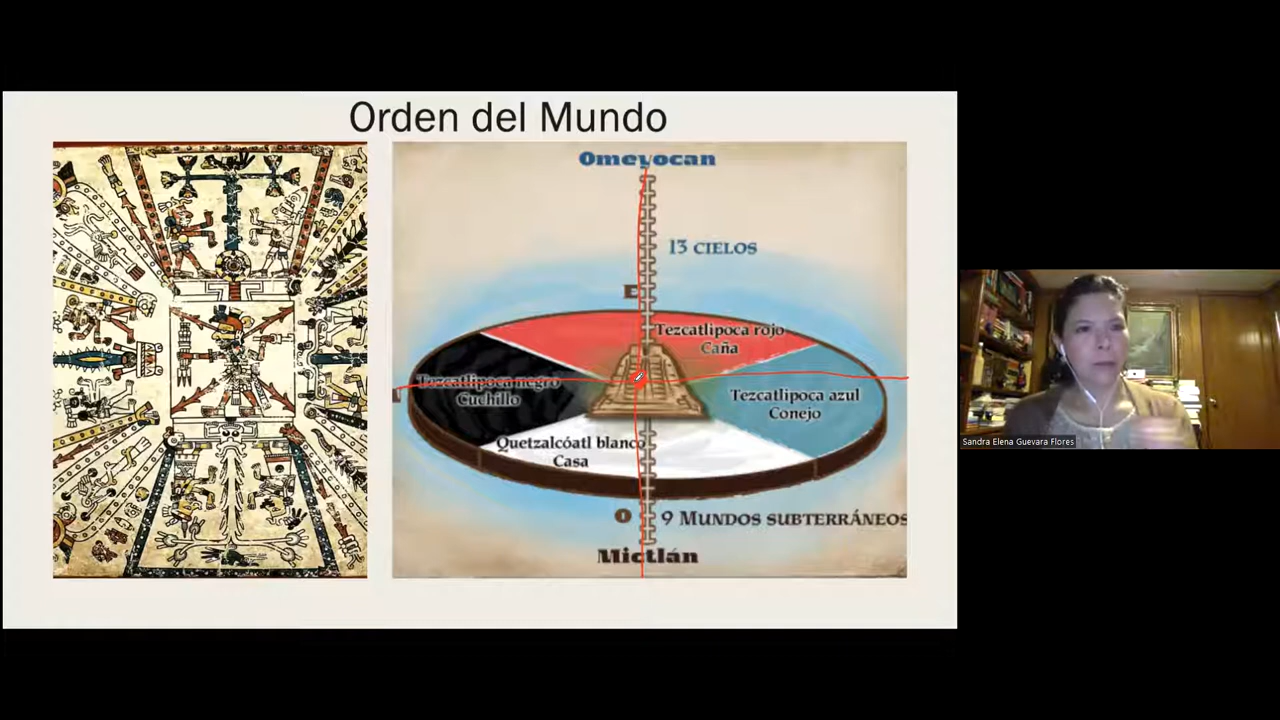 Orden del Mundo
Omeyocan
13 CIELOS
E
Tezcatlipoca rojo
Caña
Tezcatlipoca negro
Cuchillo
Tezcatlipoca azul
Conejo
Quetzalcóatl blanco
Casa
O
9 MUNDOS SUBTERRÁNEOS
Mictlán
Sandra Elena Guevara Flores